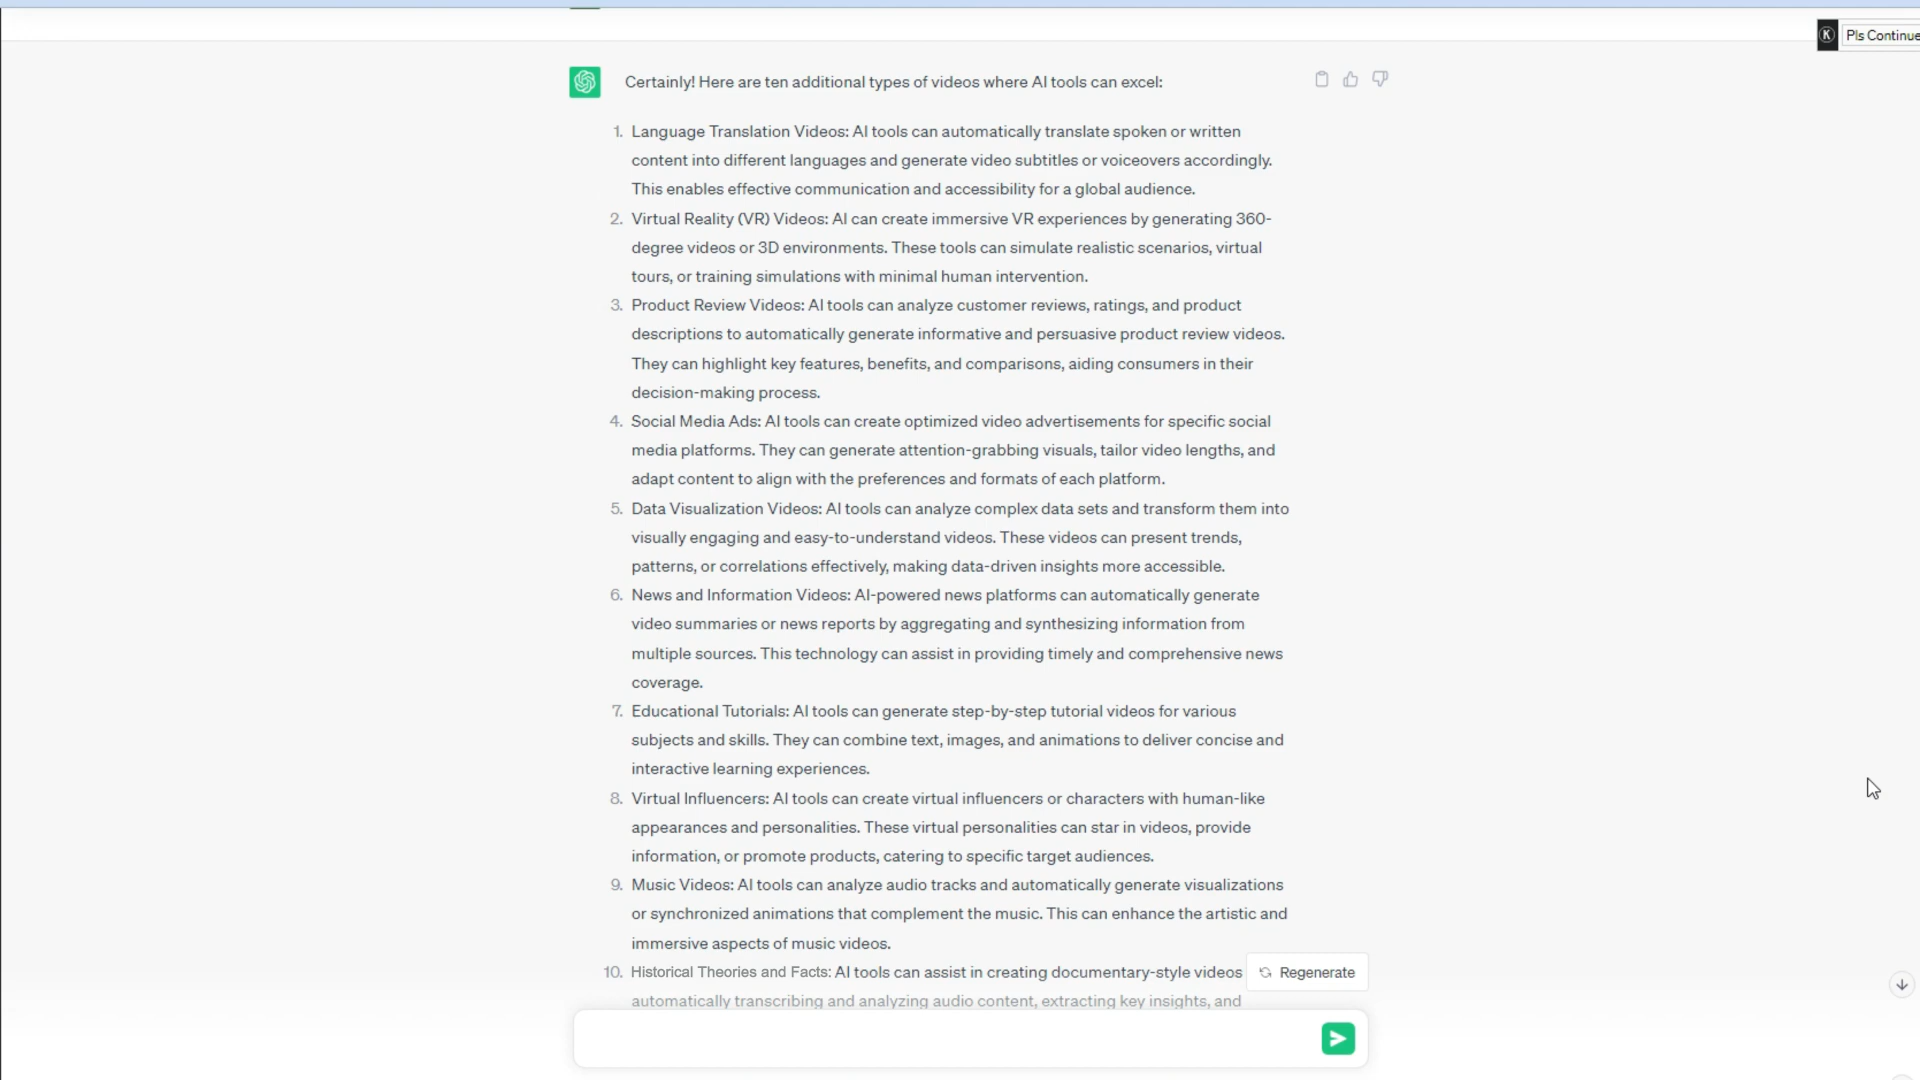 Pls Continue
Certainly! Here are ten additional types of videos where AI tools can excel:
1. Language Translation Videos: AI tools can automatically translate spoken or written
content into different languages and generate video subtitles or voiceovers accordingly.
This enables effective communication and accessibility for a global audience.
2. Virtual Reality (VR) Videos: AI can create immersive VR experiences by generating 360-
degree videos or 3D environments. These tools can simulate realistic scenarios, virtual
tours, or training simulations with minimal human intervention.
3. Product Review Videos: AI tools can analyze customer reviews, ratings, and product
descriptions to automatically generate informative and persuasive product review videos.
They can highlight key features, benefits, and comparisons, aiding consumers in their
decision-making process.
4. Social Media Ads: AI tools can create optimized video advertisements for specific social
media platforms. They can generate attention-grabbing visuals, tailor video lengths, and
adapt content to align with the preferences and formats of each platform.
5. Data Visualization Videos: AI tools can analyze complex data sets and transform them into
visually engaging and easy-to-understand videos. These videos can present trends,
patterns, or correlations effectively, making data-driven insights more accessible.
6. News and Information Videos: AI-powered news platforms can automatically generate
video summaries or news reports by aggregating and synthesizing information from
multiple sources. This technology can assist in providing timely and comprehensive news
coverage.
7. Educational Tutorials: AI tools can generate step-by-step tutorial videos for various
subjects and skills. They can combine text, images, and animations to deliver concise and
interactive learning experiences.
8. Virtual Influencers: AI tools can create virtual influencers or characters with human-like
appearances and personalities. These virtual personalities can star in videos, provide
information, or promote products, catering to specific target audiences.
9. Music Videos: AI tools can analyze audio tracks and automatically generate visualizations
or synchronized animations that complement the music. This can enhance the artistic and
immersive aspects of music videos.
10. Historical Theories and Facts: AI tools can assist in creating documentary-style videos
Regenerate
automatically transcribing and analyzing audio content, extracting key insights, and